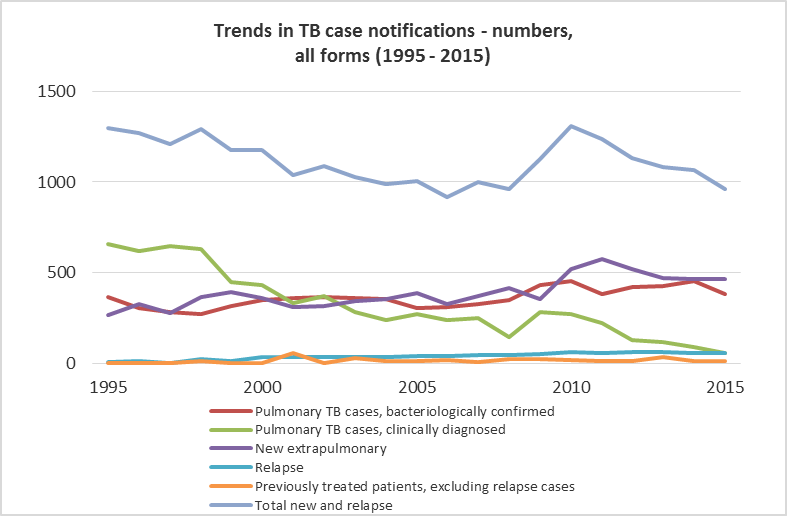 Trends in TB case notifications - numbers,
all forms (1995 - 2015)
1500
1000
500
0
1995 2000 2005 2010 2015
Pulmonary TB cases, bacteriologically confirmed
Pulmonary TB cases, clinically diagnosed
New extrapulmonary
Relapse
Previously treated patients, excluding relapse cases
Total new and relapse